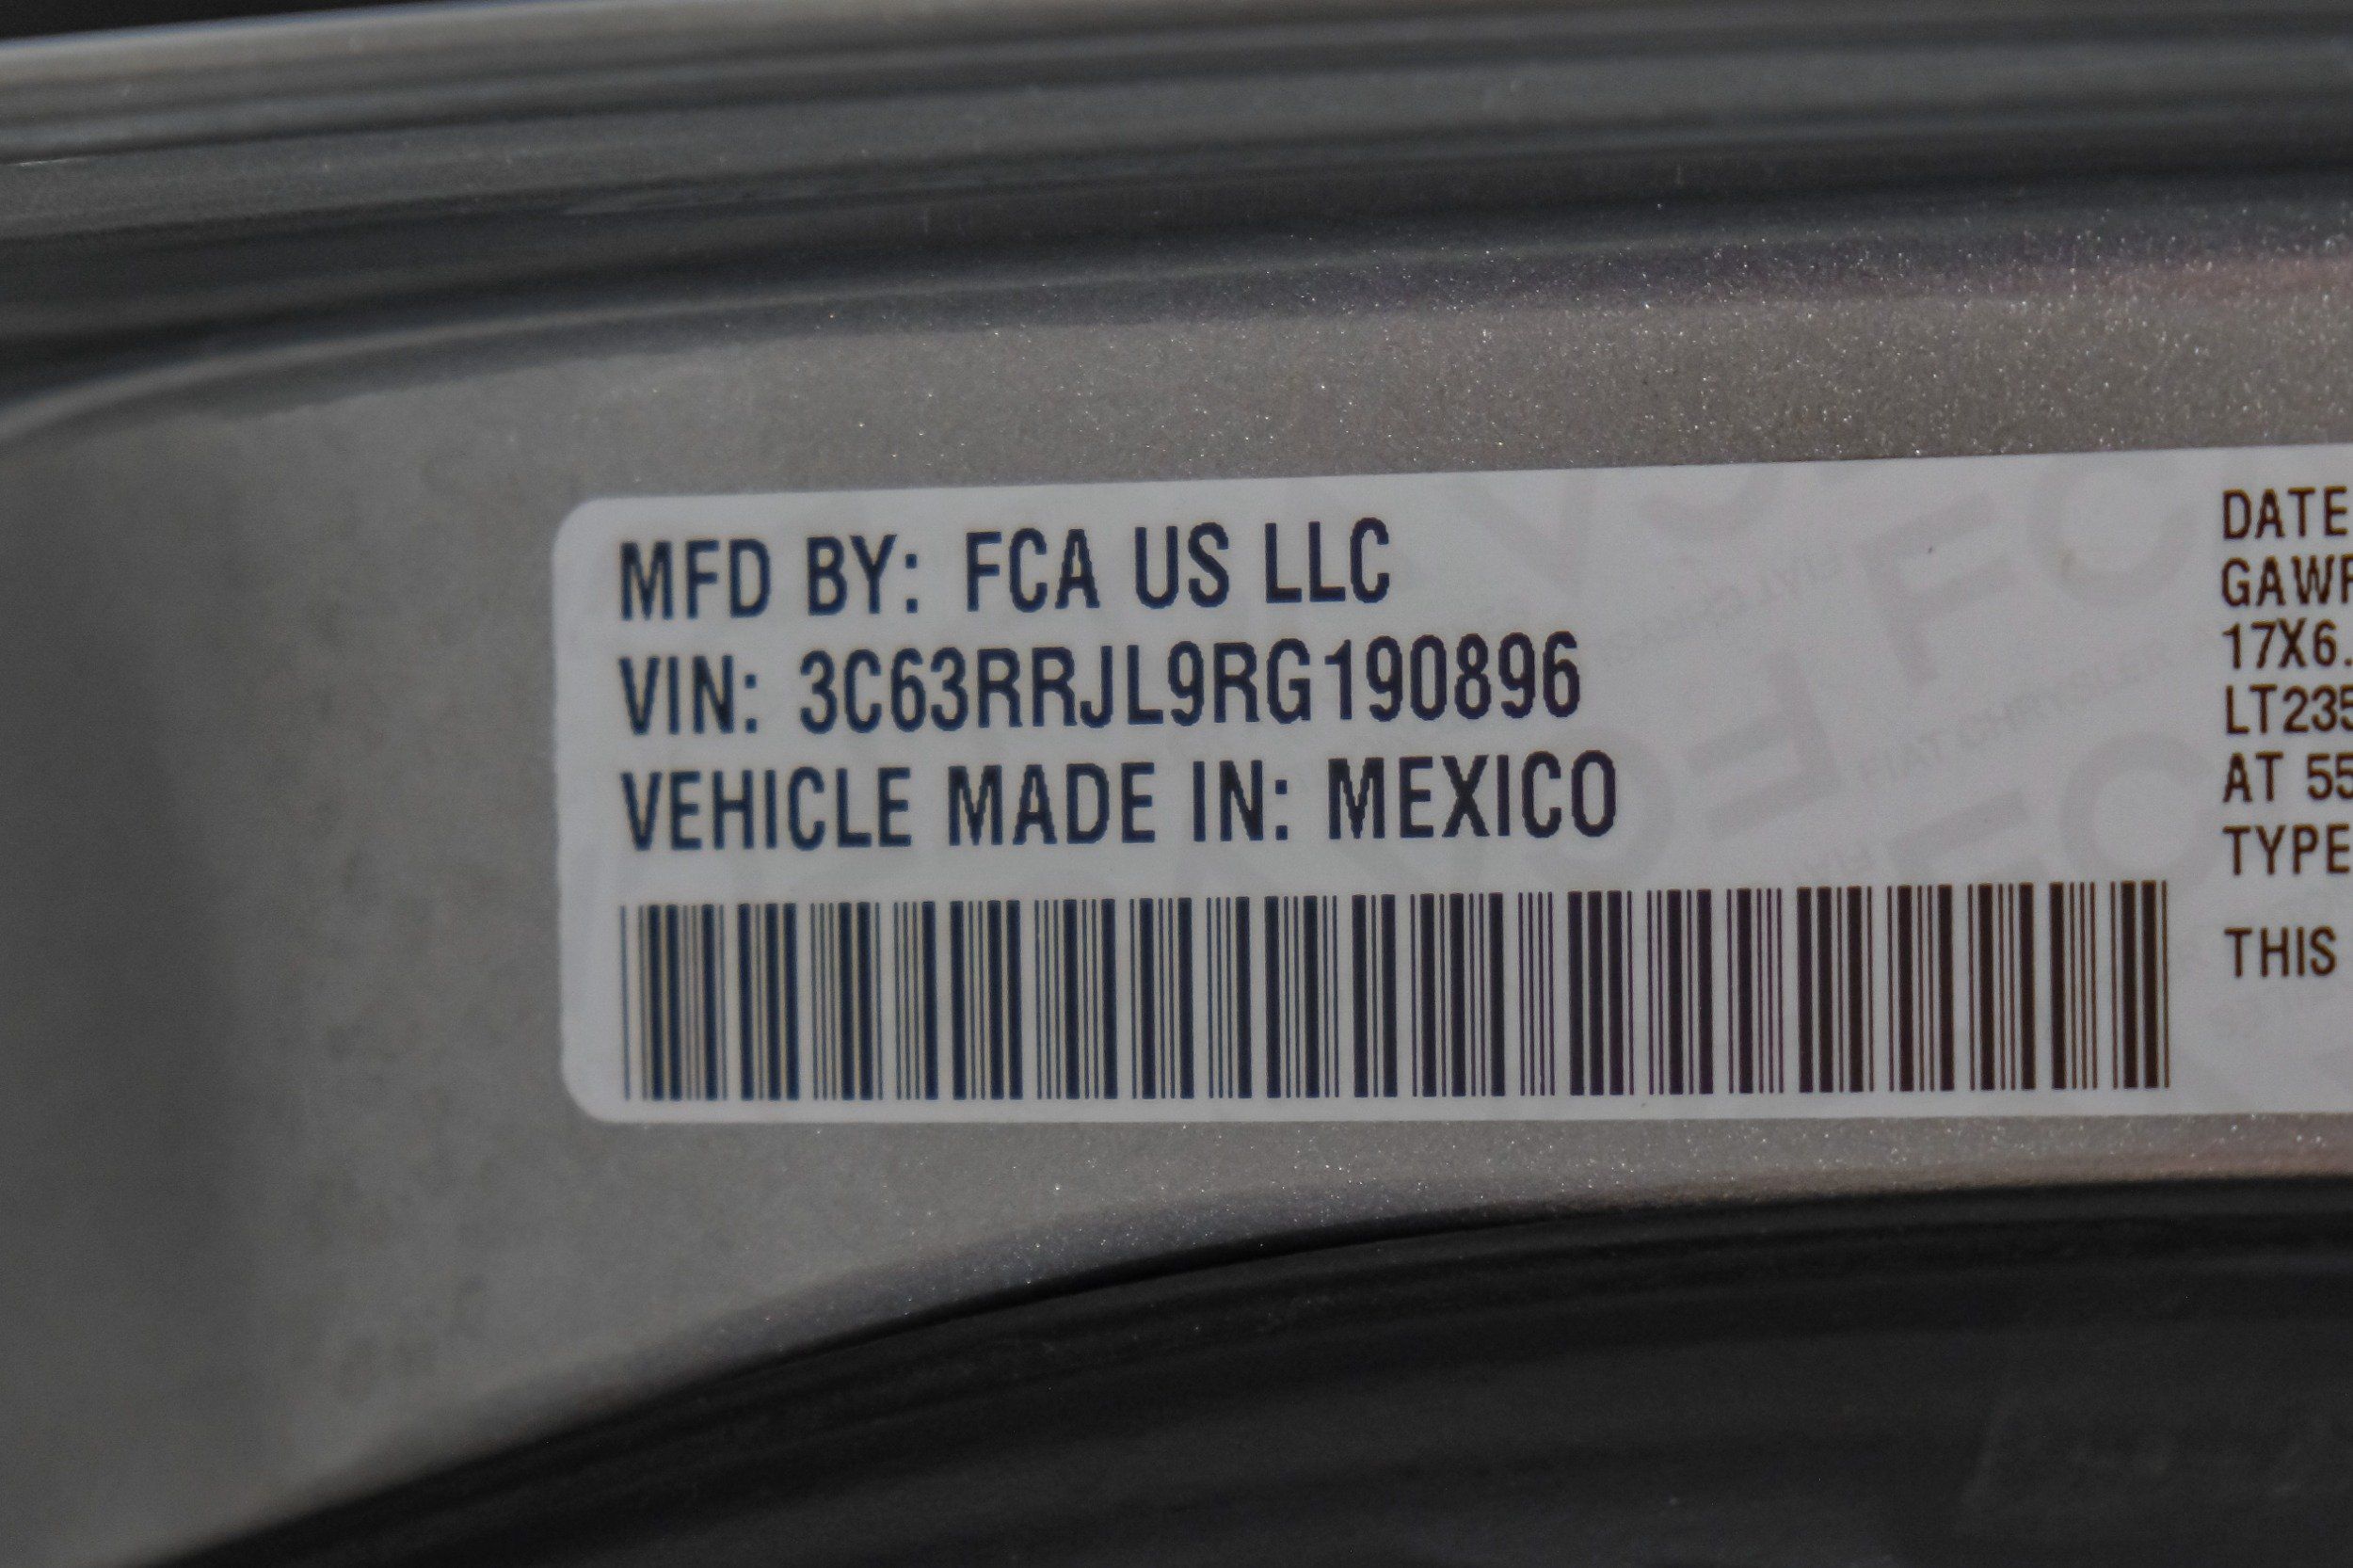 MFD BY: FCA US LLC
VIN: 3C63RRJL9RG190896
VEHICLE MADE IN: MEXICO
DATE
GAWR
17X6.
LT235
AT 55
TYPE
THIS